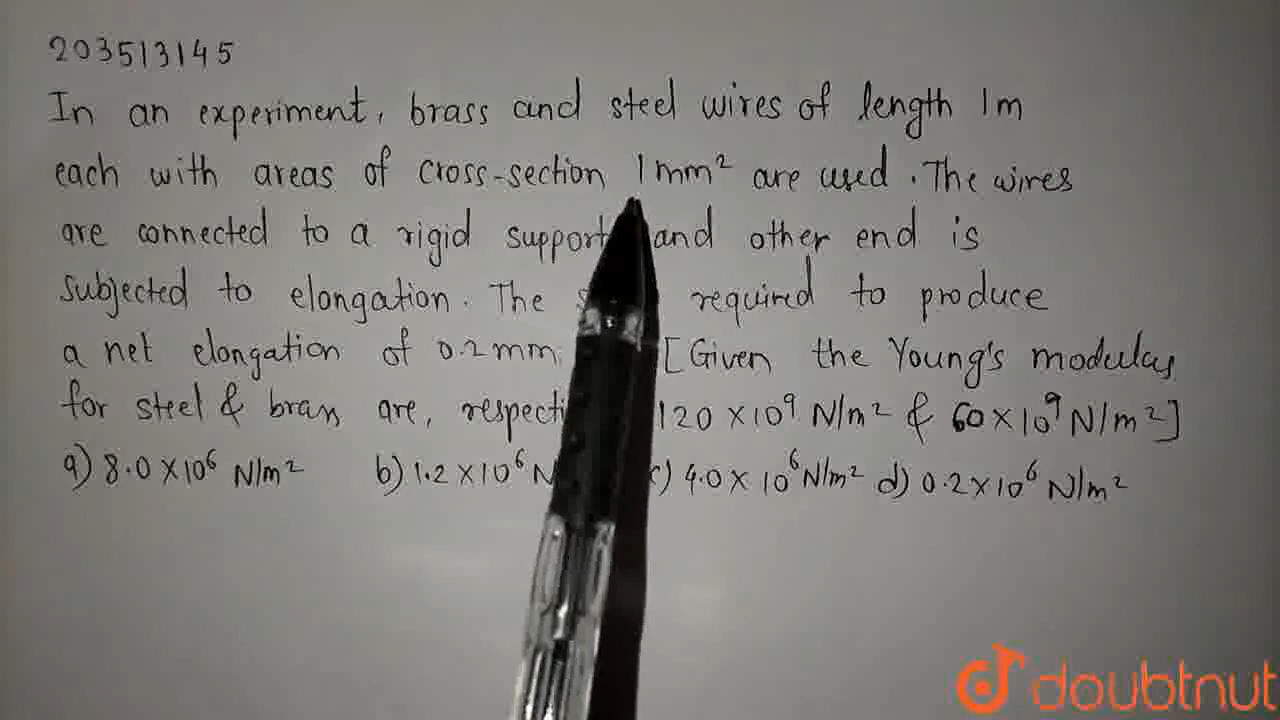 203513145
In an experiment, brass and steel wires of length 1m
each with areas of cross-section 1mm² are used. The wires
are connected to a rigid support and other end is
subjected to elongation. The required to produce
a net elongation of 0.2mm [Given the Young's modulus
for steel & brass are, 120 × 10⁹ N/m² & 60 × 10⁹ N/m²]
a) 8.0 × 10⁶ N/m² b) 1.2 × 10⁶ N c) 4.0 × 10⁶ N/m² d) 0.2 × 10⁶ N/m²
doubtnut